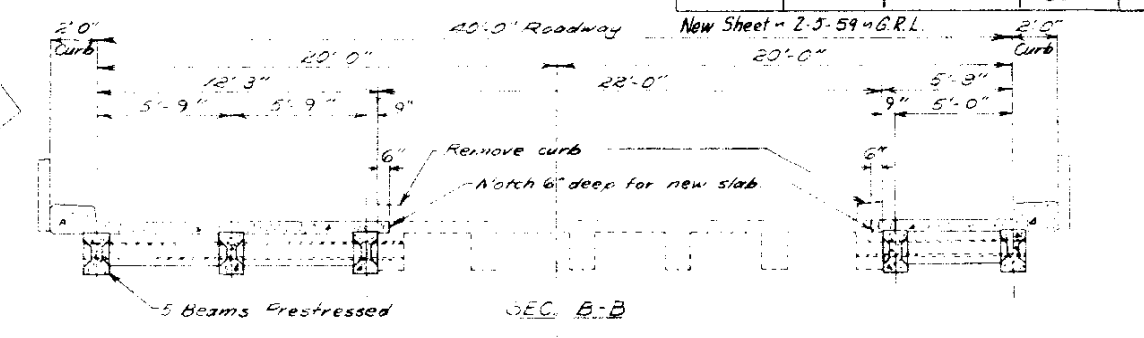 New Sheet ~ 2-5-59 ~ G.R.L.
2'0" 40'-0" Roadway 2'0"
Curb Curb
20'-0" 20'-0"
12'3" 22'-0" 5'-9"
5'-9" 5'-9" 9" 9" 5'-0"
6" 6"
Remove curb
Notch 6" deep for new slab.
5 Beams Prestressed
SEC. B-B